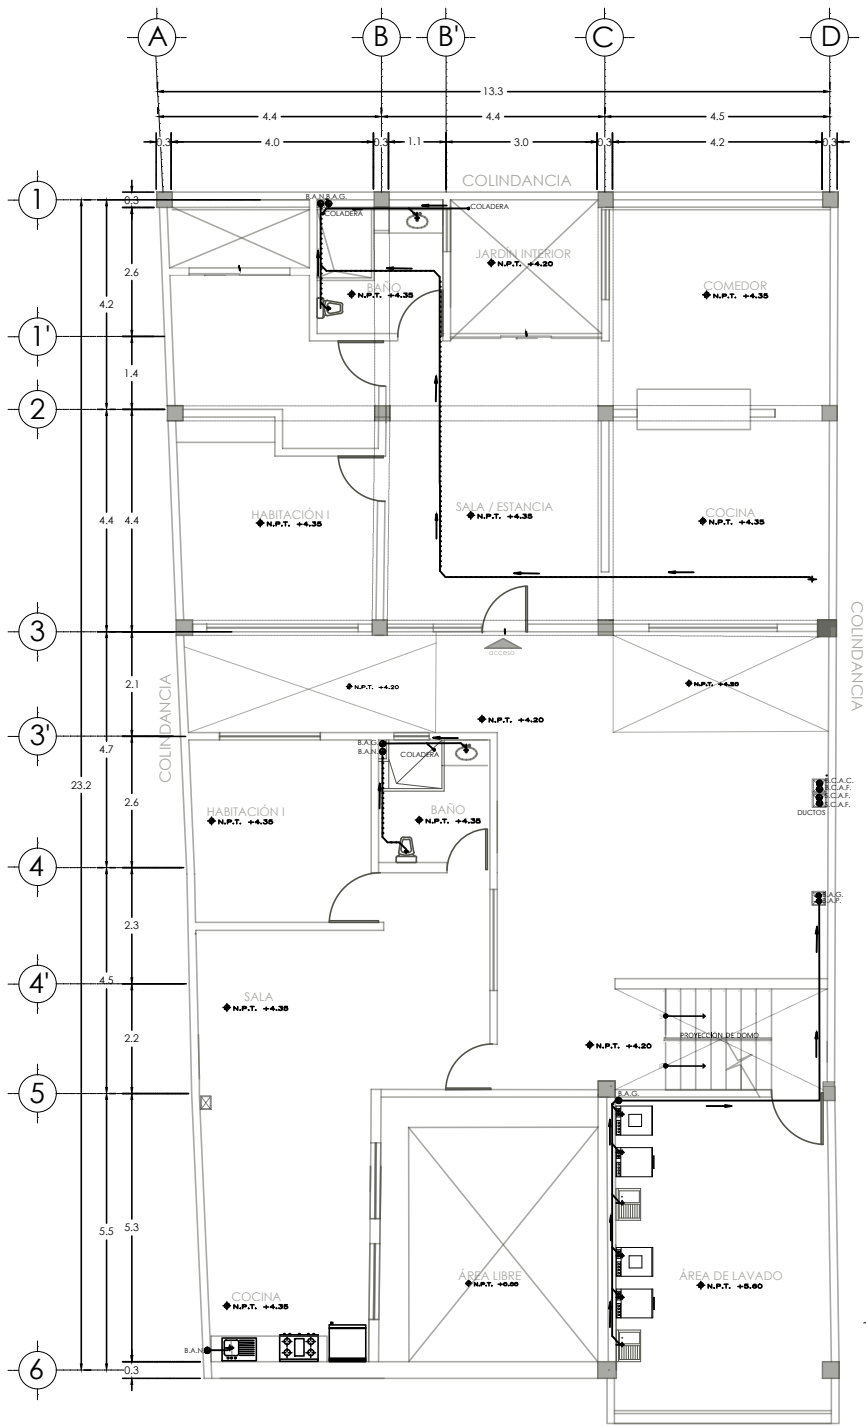 A B B' C D
13.3
4.4 4.4 4.5
0.3 4.0 0.3 1.1 3.0 0.3 4.2 0.3
COLINDANCIA
1
0.3
B.A.N. B.A.G.
COLADERA
COLADERA
2.6
JARDÍN INTERIOR
N.P.T. +4.20
BAÑO
N.P.T. +4.35
COMEDOR
N.P.T. +4.35
4.2
1'
1.4
2
4.4 4.4
HABITACIÓN I
N.P.T. +4.35
SALA / ESTANCIA
N.P.T. +4.35
COCINA
N.P.T. +4.35
3
acceso
COLINDANCIA
COLINDANCIA
2.1
N.P.T. +4.20
N.P.T. +4.20
N.P.T. +4.20
3'
4.7
B.A.G.
B.A.N.
COLADERA
23.2
2.6
HABITACIÓN I
N.P.T. +4.35
BAÑO
N.P.T. +4.35
B.C.A.C.
B.C.A.F.
S.C.A.F.
S.C.A.F.
DUCTOS
4
B.A.G.
B.A.P.
2.3
4.5
4'
SALA
N.P.T. +4.35
2.2
PROYECCIÓN DE DOMO
N.P.T. +4.20
5
B.A.G.
5.5 5.3
COCINA
N.P.T. +4.35
ÁREA LIBRE
ÁREA DE LAVADO
N.P.T. +5.60
B.A.N.
6
0.3